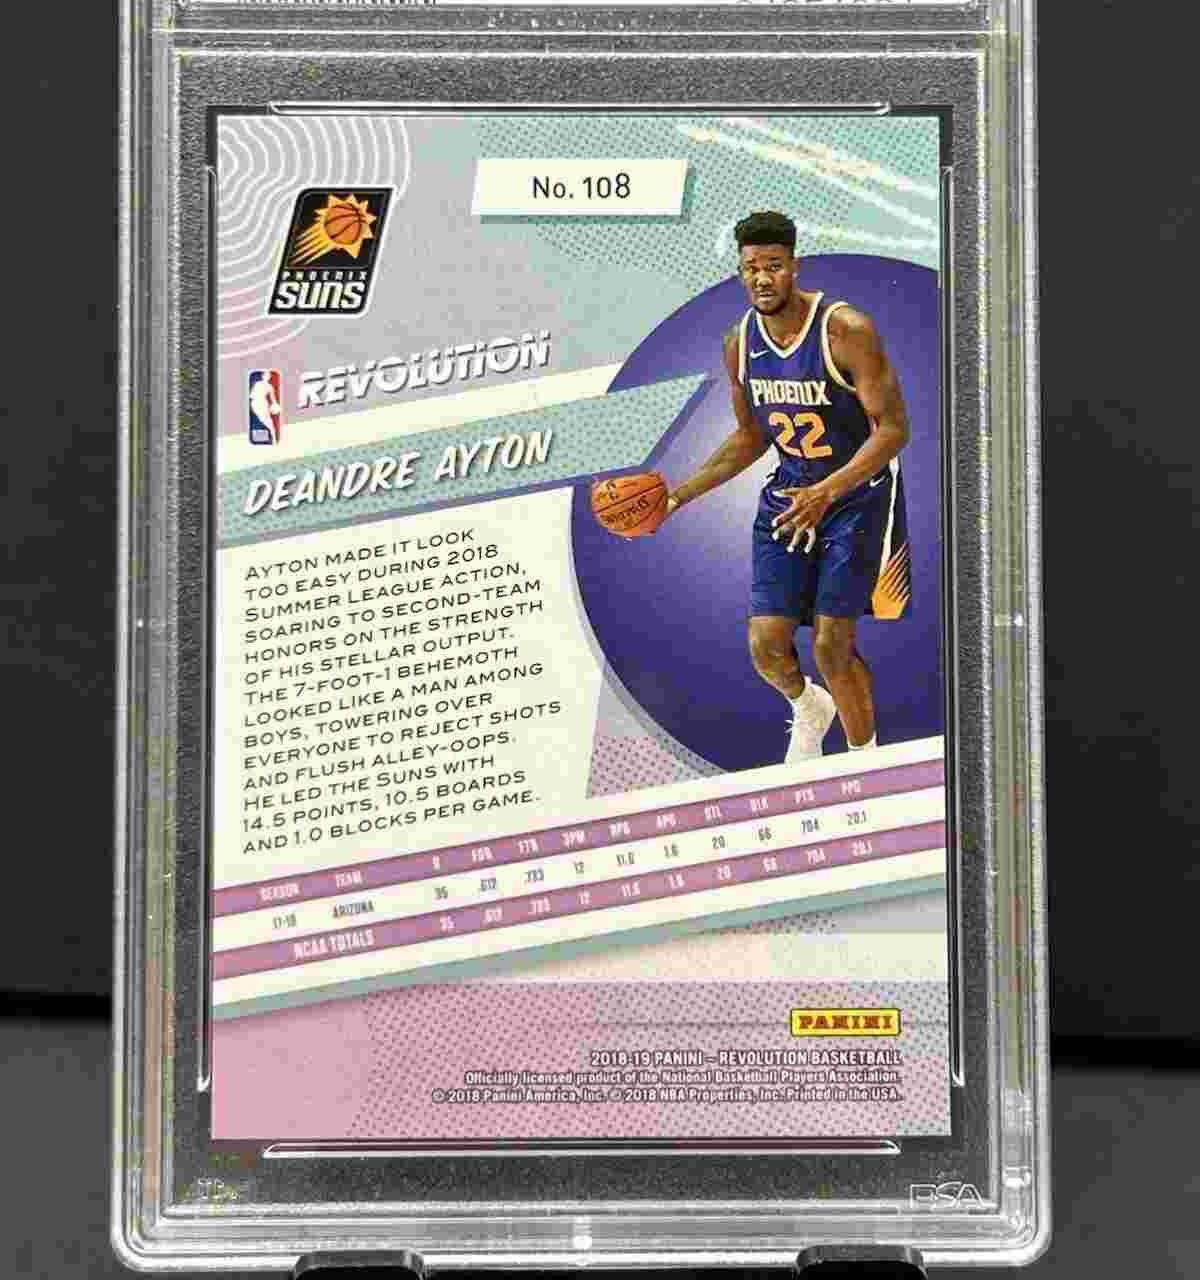 No. 108
PHOENIX
SUNS
REVOLUTION
DEANDRE AYTON
PHOENIX
22
SPALDING
AYTON MADE IT LOOK
TOO EASY DURING 2018
SUMMER LEAGUE ACTION,
SOARING TO SECOND-TEAM
HONORS ON THE STRENGTH
OF HIS STELLAR OUTPUT.
THE 7-FOOT-1 BEHEMOTH
LOOKED LIKE A MAN AMONG
BOYS, TOWERING OVER
EVERYONE TO REJECT SHOTS
AND FLUSH ALLEY-OOPS.
HE LED THE SUNS WITH
14.5 POINTS, 10.5 BOARDS
AND 1.0 BLOCKS PER GAME.
SEASON TEAM G FG% FT% 3PM RPG APG STL BLK PTS PPG
17-18 ARIZONA 35 .612 .733 12 11.6 1.6 20 66 704 20.1
NCAA TOTALS 35 .612 .733 12 11.6 1.6 20 66 704 20.1
PANINI
2018-19 PANINI – REVOLUTION BASKETBALL
Officially licensed product of the National Basketball Players Association.
© 2018 Panini America, Inc. © 2018 NBA Properties, Inc. Printed in the USA.
PSA